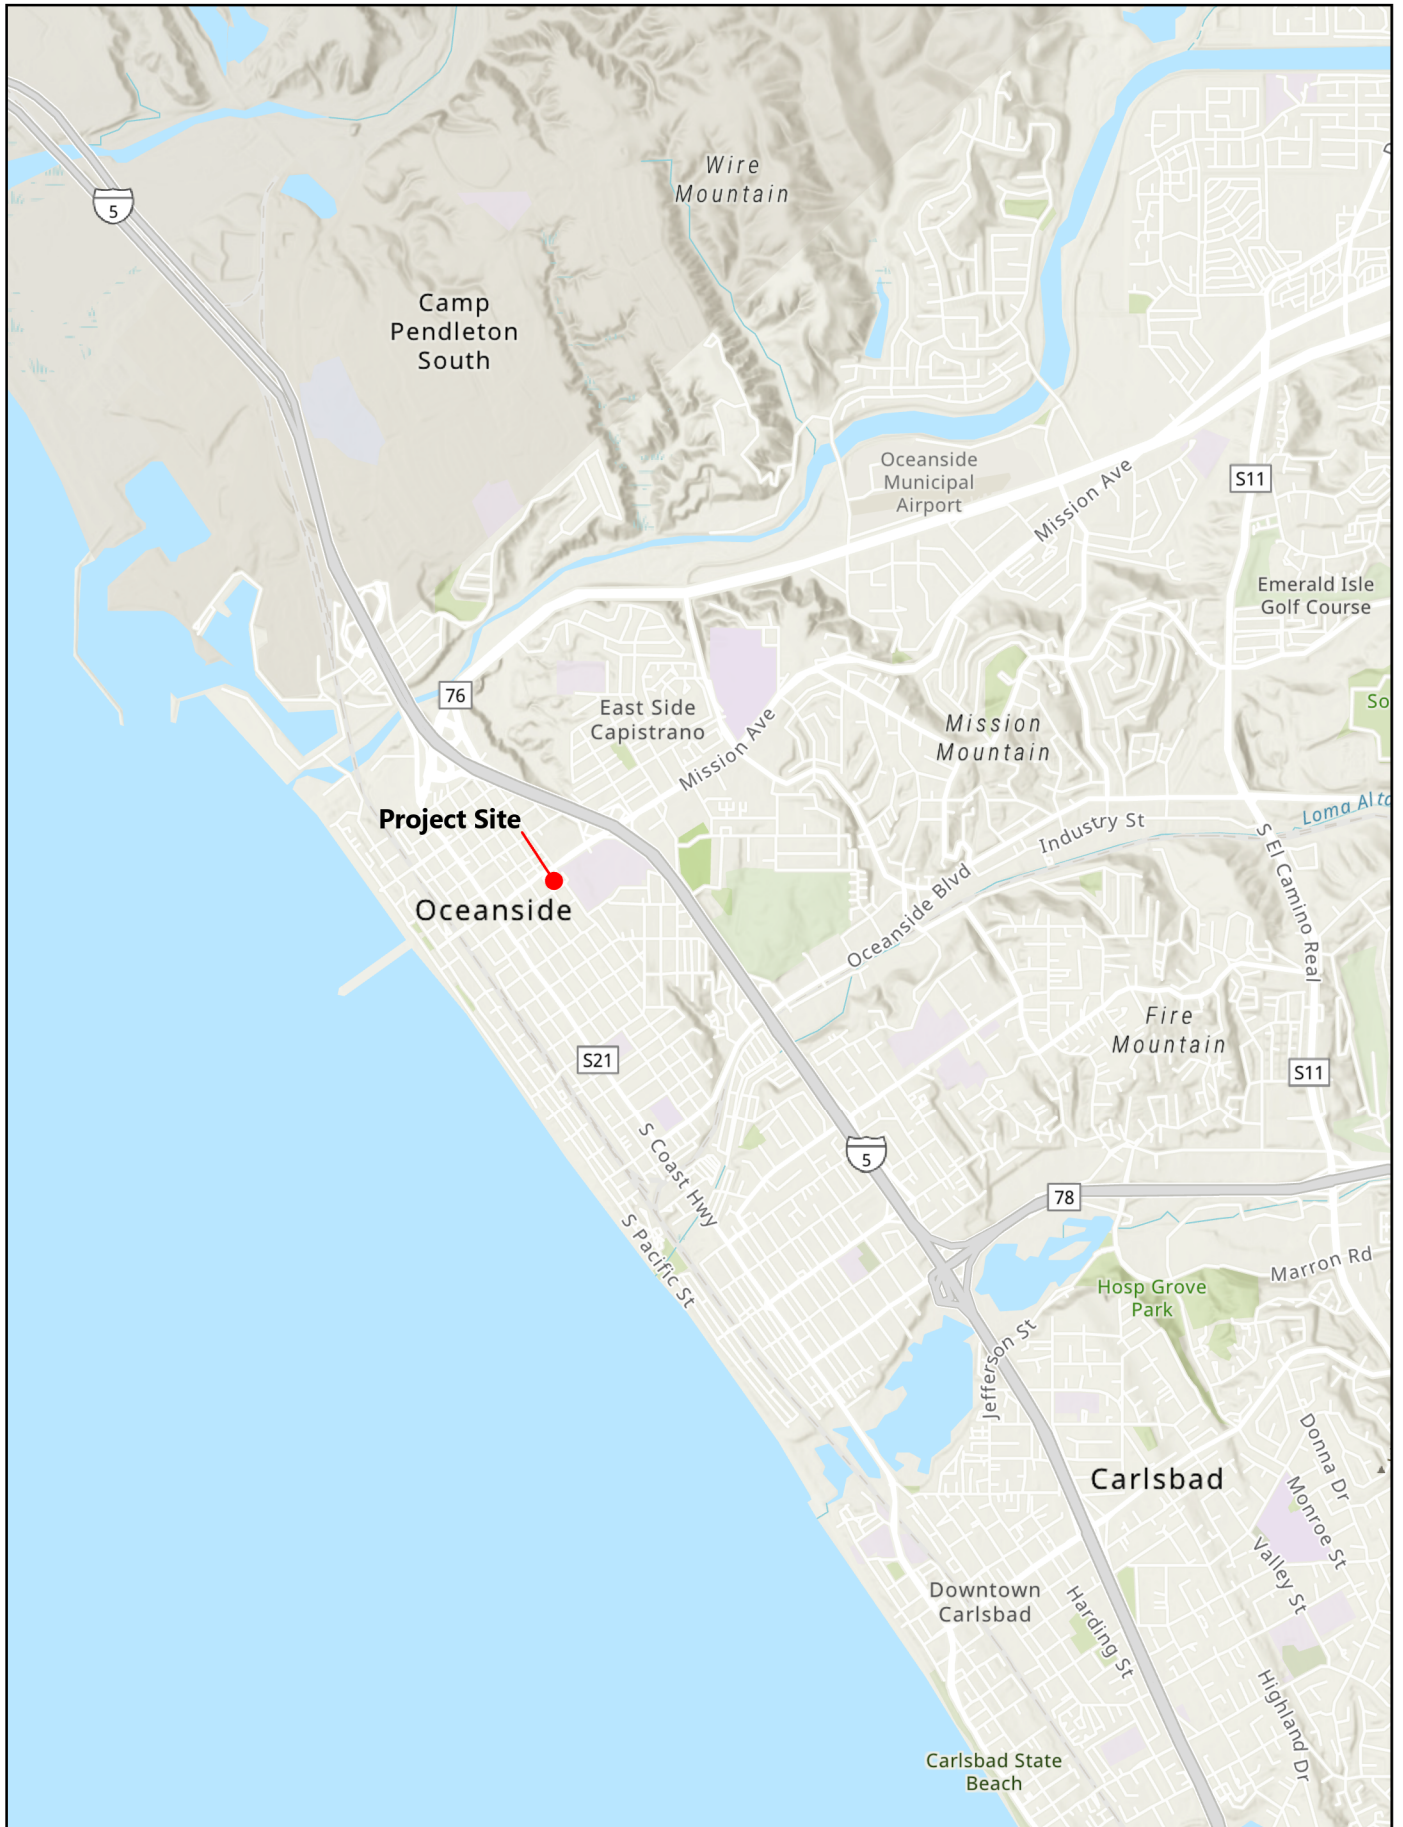 Wire
Mountain
5
Camp
Pendleton
South
Oceanside
Municipal
Airport
Mission Ave
S11
Emerald Isle
Golf Course
76
East Side
Capistrano
Mission Ave
Mission
Mountain
So
Project Site
Loma Alta
Industry St
S El Camino Real
Oceanside
Oceanside Blvd
Fire
Mountain
S21
S11
S Coast Hwy
5
78
S Pacific St
Marron Rd
Hosp Grove
Park
Jefferson St
Donna Dr
Carlsbad
Monroe St
Valley St
Downtown
Carlsbad
Harding St
Highland Dr
Carlsbad State
Beach